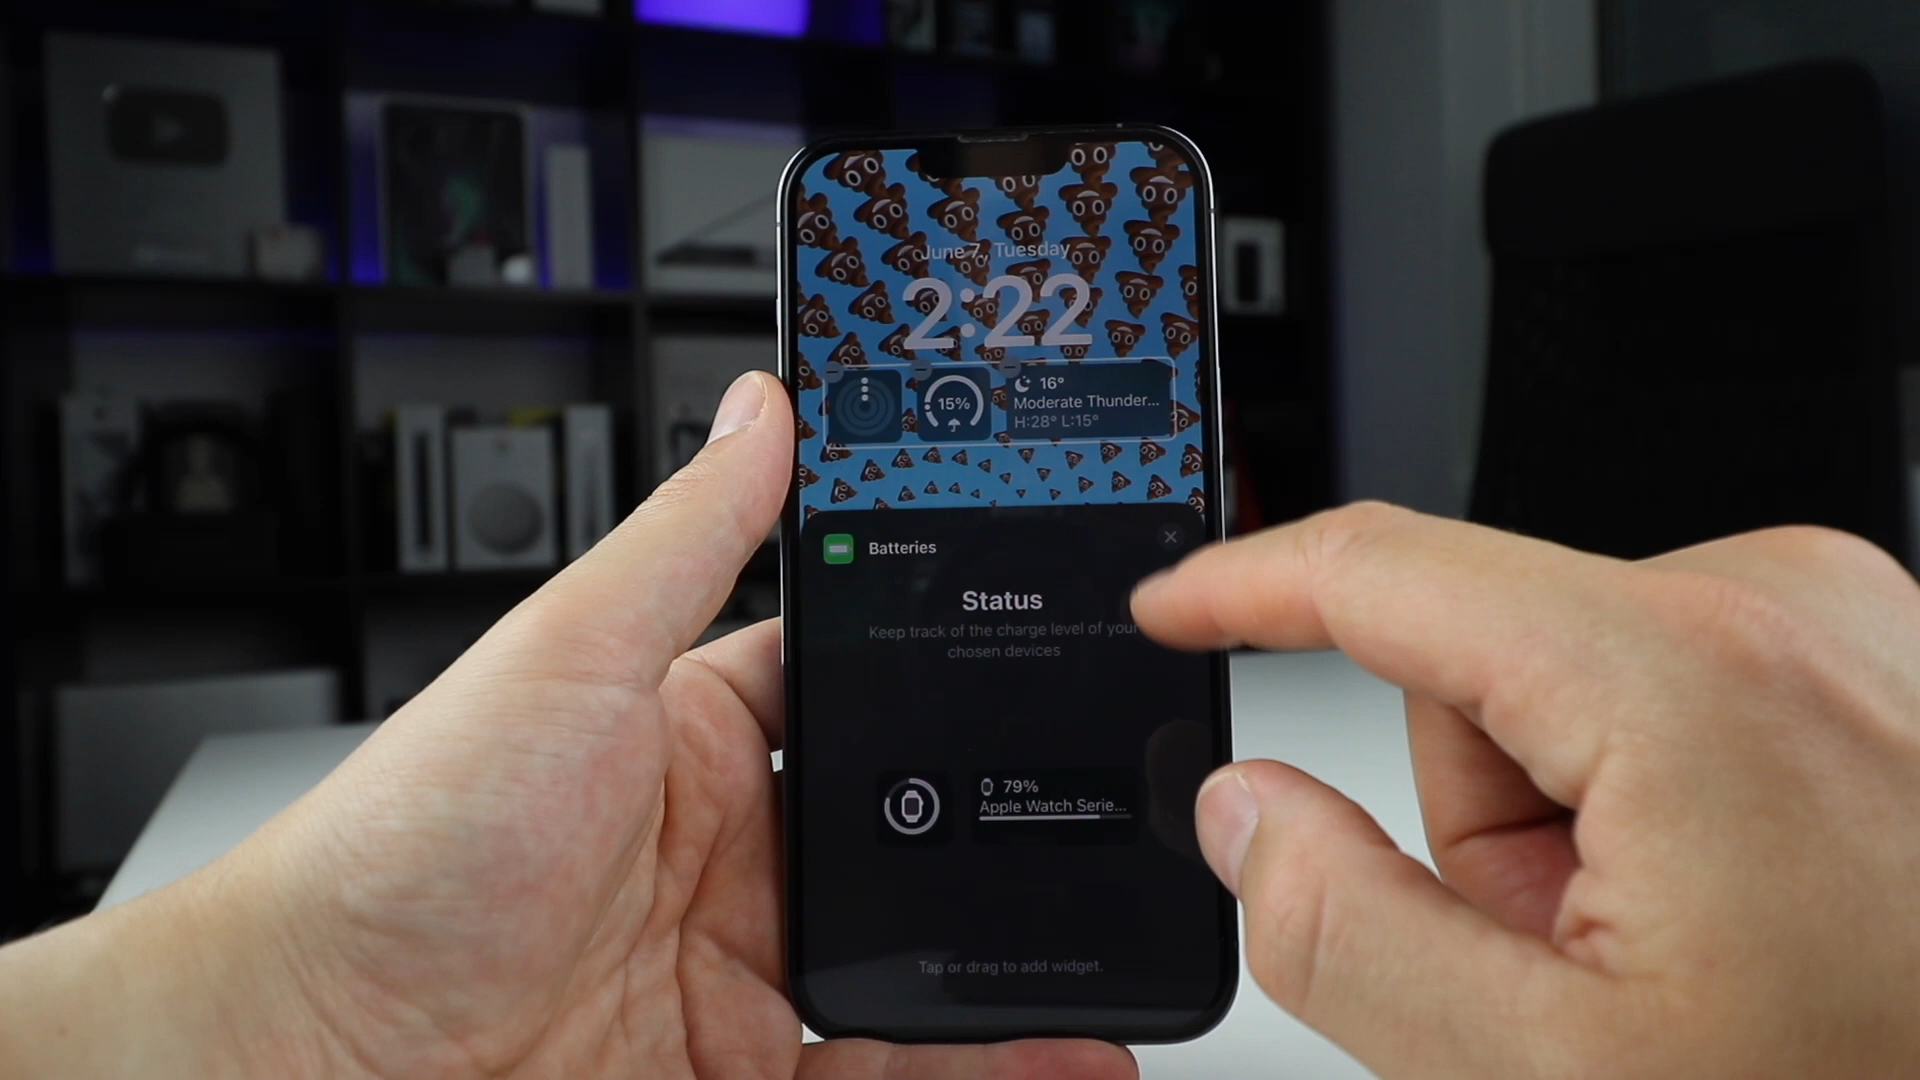 June 7, Tuesday
2:22
15%
16°
Moderate Thunder...
H:28° L:15°
Batteries
Status
Keep track of the charge level of your
chosen devices
79%
Apple Watch Serie...
Tap or drag to add widget.